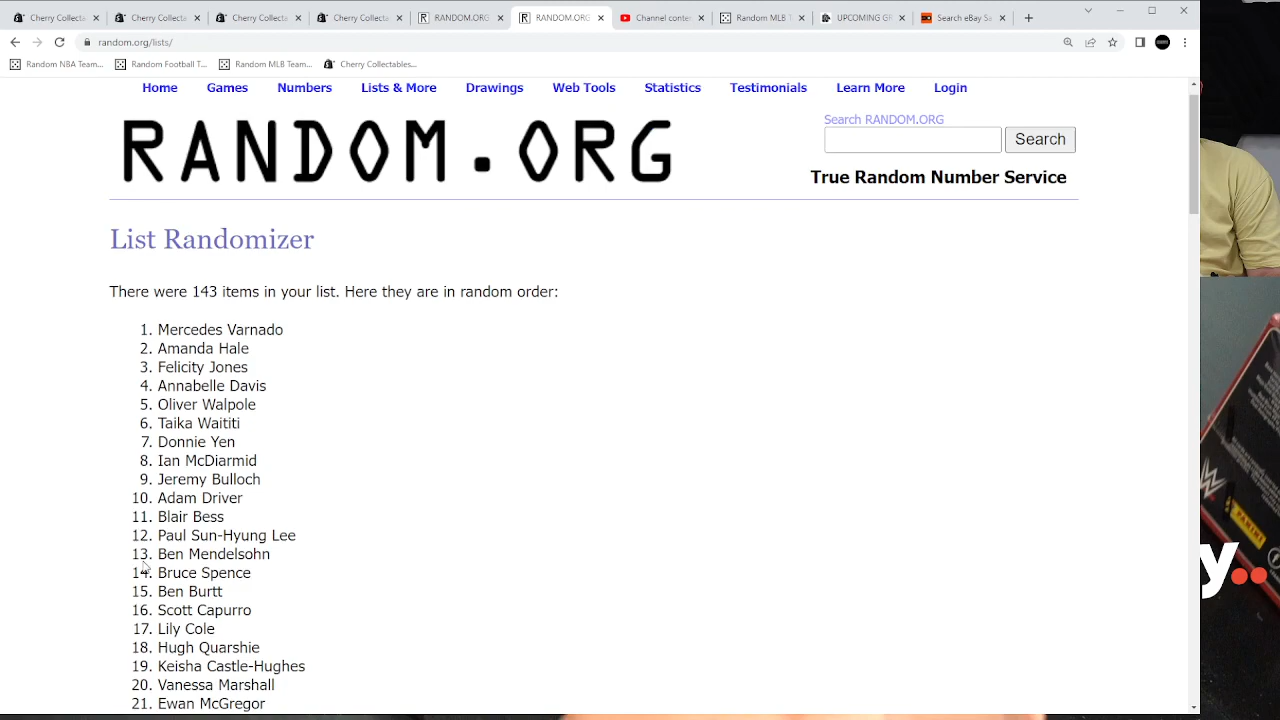 Cherry Collecta
Cherry Collecta
Cherry Collecta
Cherry Collecta
RANDOM.ORG
RANDOM.ORG
Channel conten
Random MLB T
UPCOMING GR
Search eBay Sa
random.org/lists/
Random NBA Team...
Random Football T...
Random MLB Team...
Cherry Collectables...
Home Games Numbers Lists & More Drawings Web Tools Statistics Testimonials Learn More Login
RANDOM.ORG
Search RANDOM.ORG
Search
True Random Number Service
List Randomizer
There were 143 items in your list. Here they are in random order:
1. Mercedes Varnado
2. Amanda Hale
3. Felicity Jones
4. Annabelle Davis
5. Oliver Walpole
6. Taika Waititi
7. Donnie Yen
8. Ian McDiarmid
9. Jeremy Bulloch
10. Adam Driver
11. Blair Bess
12. Paul Sun-Hyung Lee
13. Ben Mendelsohn
14. Bruce Spence
15. Ben Burtt
16. Scott Capurro
17. Lily Cole
18. Hugh Quarshie
19. Keisha Castle-Hughes
20. Vanessa Marshall
21. Ewan McGregor
PANINI
y..